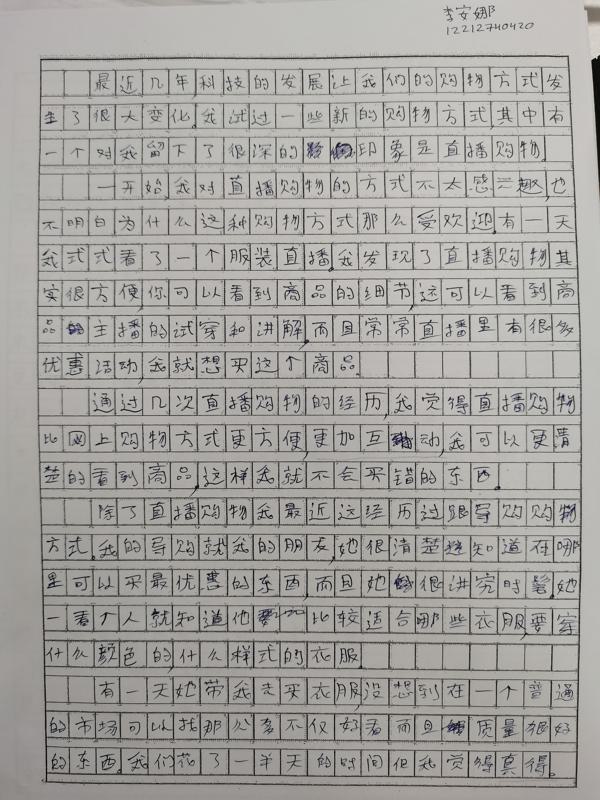 李安娜
12212740420
最近几年科技的发展让我们的购物方式发
生了很大变化。我试过一些新的购物方式,其中有
一个对我留下了很深的印象是直播购物。
一开始,我对直播购物的方式不太感兴趣,也
不明白为什么这种购物方式那么受欢迎。有一天
我式式看了一个服装直播。我发现了直播购物其
实很方便,你可以看到商品的细节,还可以看到商
品主播的试穿和讲解,而且常常直播里有很多
优惠活动,我就想买这个商品。
通过几次直播购物的经历,我觉得直播购物
比网上购物方式更方便,更加互动,我可以更清
楚的看到商品,这样我就不会买错的东西。
除了直播购物我最近这经历过跟导购购物
方式。我的导购就我的朋友,她很清楚知道在哪
里可以买最优惠的东西,而且她很讲究时髦。她
一看个人就知道他比较适合哪些衣服,要穿
什么颜色的,什么样式的衣服。
有一天她带我去买衣服,没想到在一个普通
的市场可以找那么多不仅好看而且质量很好
的东西。我们花了一半天的时间但我觉得真得。